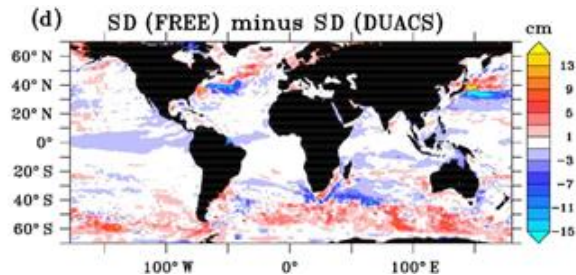 (d) SD (FREE) minus SD (DUACS) cm
60° N
40° N
20° N
0°
20° S
40° S
60° S
100° W 0° 100° E
13
9
5
1
-3
-7
-11
-15